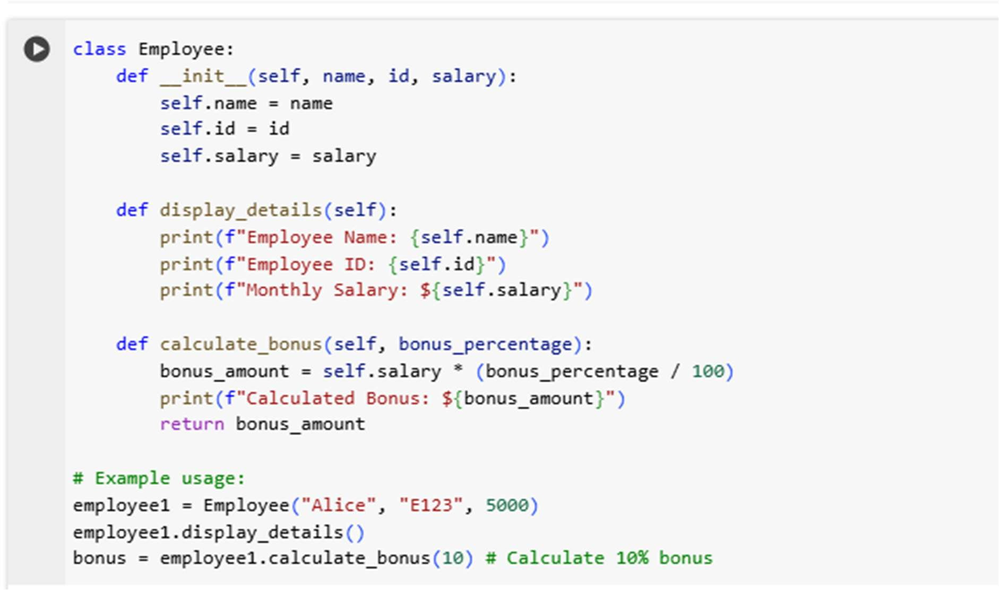 class Employee:
    def __init__(self, name, id, salary):
        self.name = name
        self.id = id
        self.salary = salary

    def display_details(self):
        print(f"Employee Name: {self.name}")
        print(f"Employee ID: {self.id}")
        print(f"Monthly Salary: ${self.salary}")

    def calculate_bonus(self, bonus_percentage):
        bonus_amount = self.salary * (bonus_percentage / 100)
        print(f"Calculated Bonus: ${bonus_amount}")
        return bonus_amount

# Example usage:
employee1 = Employee("Alice", "E123", 5000)
employee1.display_details()
bonus = employee1.calculate_bonus(10) # Calculate 10% bonus